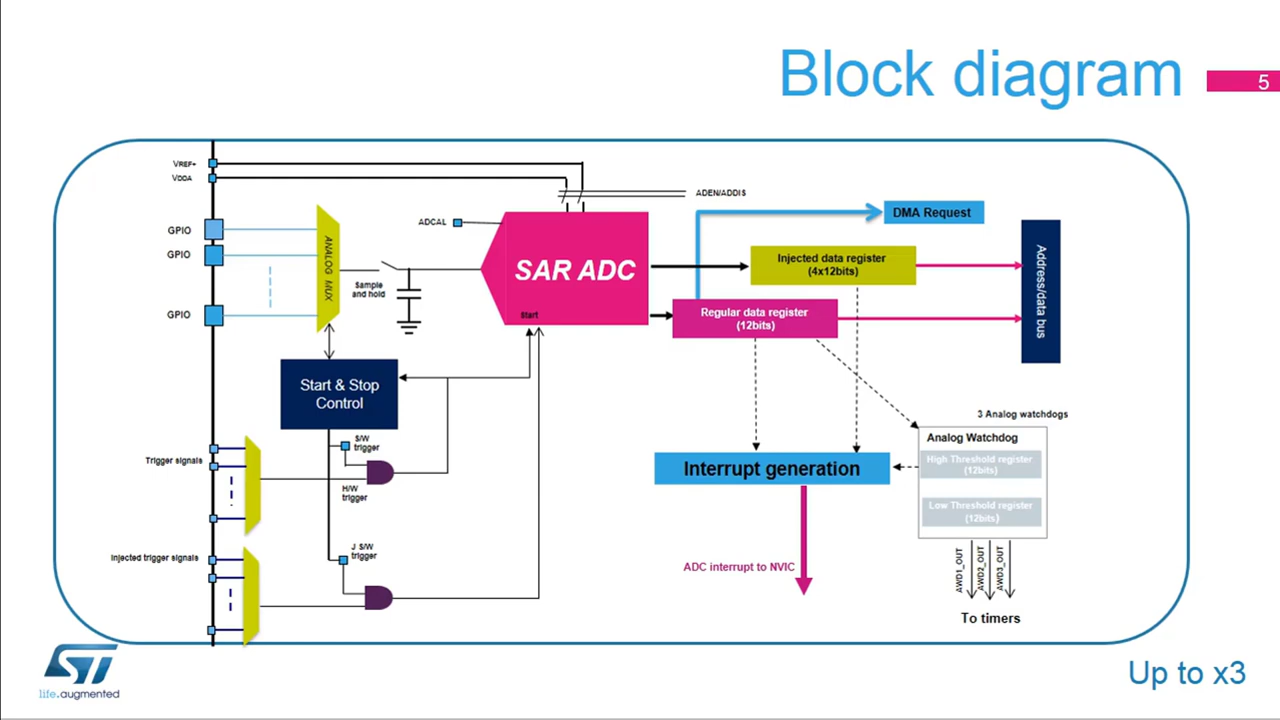 Block diagram
5
VREF+
VDDA
ADEN/ADDIS
GPIO
GPIO
GPIO
ANALOG MUX
ADCAL
Sample
and hold
SAR ADC
Start
DMA Request
Injected data register
(4x12bits)
Regular data register
(12bits)
Address/data bus
Start & Stop
Control
S/W
trigger
H/W
trigger
Trigger signals
J S/W
trigger
Injected trigger signals
3 Analog watchdogs
Analog Watchdog
High Threshold register
(12bits)
Low Threshold register
(12bits)
Interrupt generation
ADC interrupt to NVIC
AWD1_OUT
AWD2_OUT
AWD3_OUT
To timers
ST
life.augmented
Up to x3